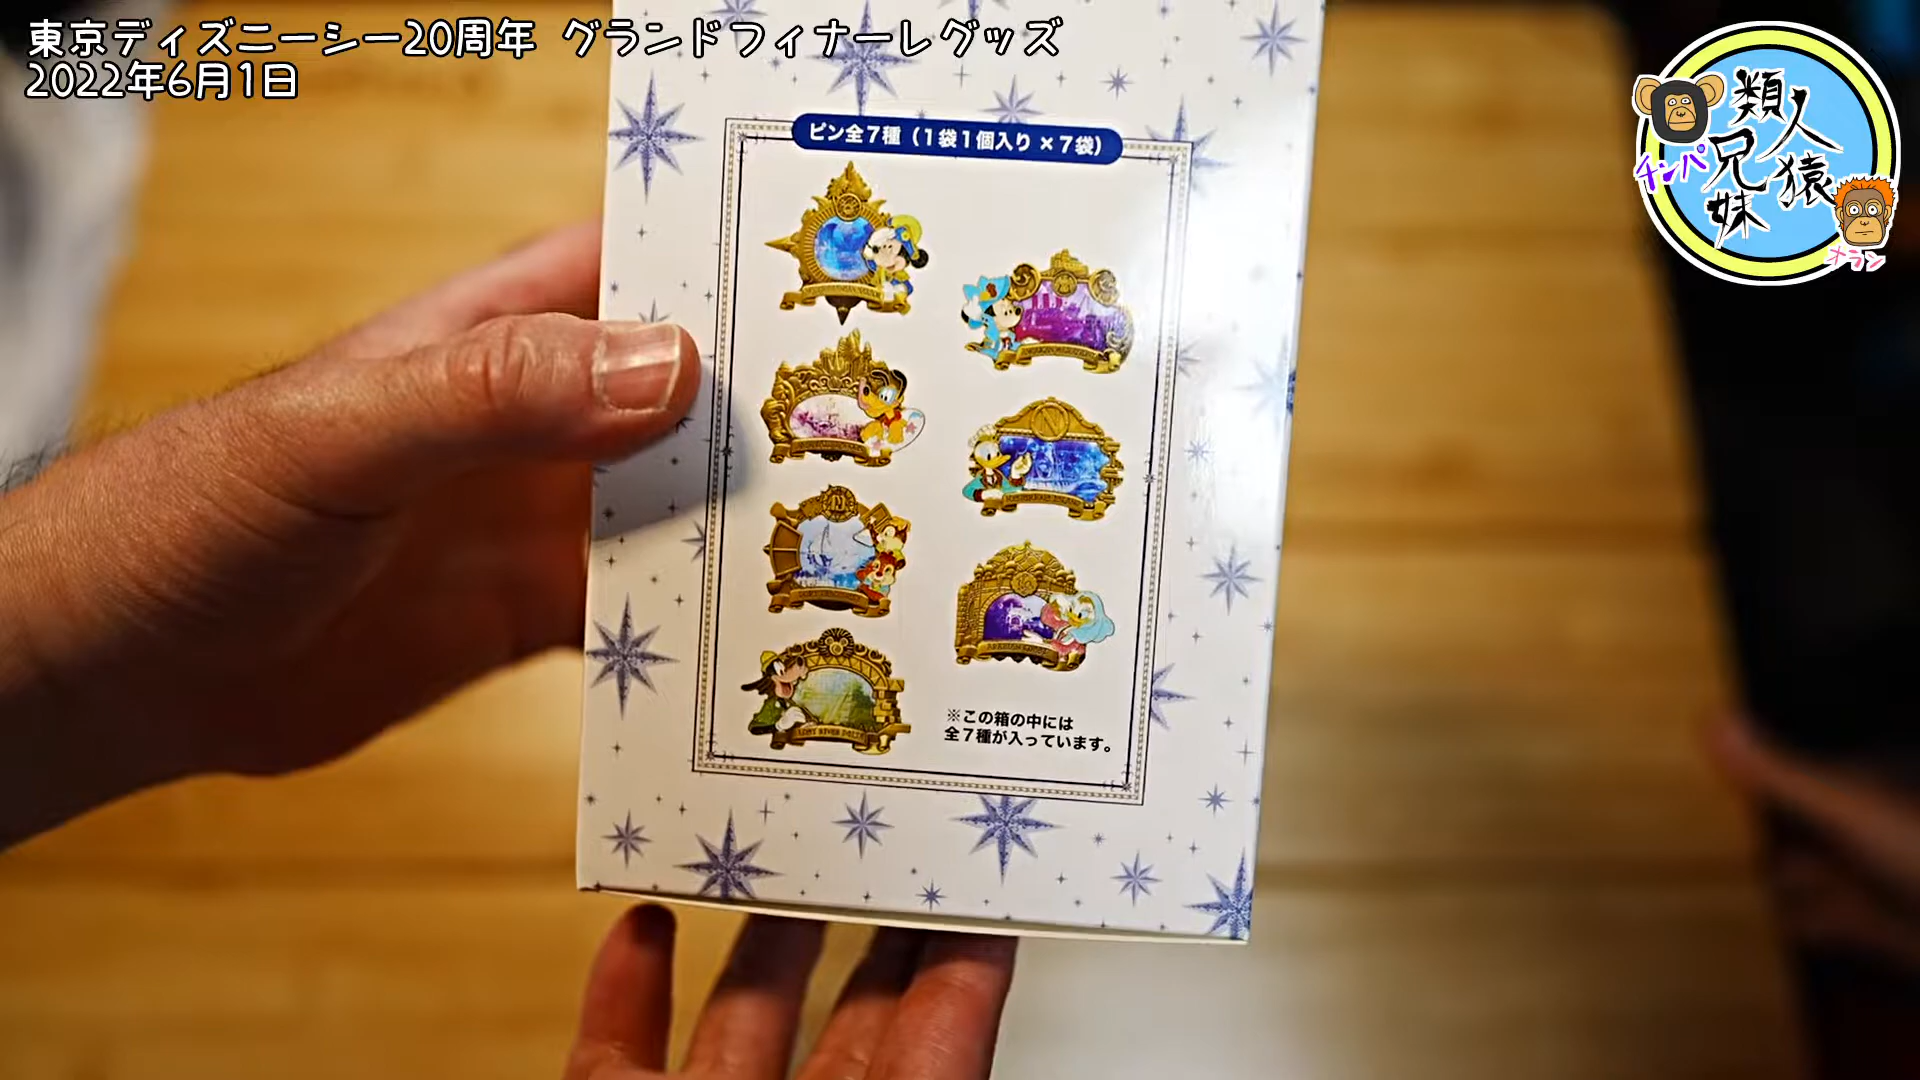 東京ディズニーシー20周年 グランドフィナーレグッズ
2022年6月1日
類人猿兄妹
チンパ
オラン
ピン全7種（1袋1個入り×7袋）
N
LOST RIVER DELTA
※この箱の中には
全7種が入っています。